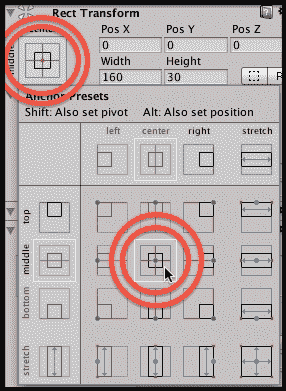 Rect Transform
center
Pos X Pos Y Pos Z
0 0 0
middle
Width Height
160 30
R
Anchor Presets
Shift: Also set pivot Alt: Also set position
left center right stretch
top
middle
bottom
stretch